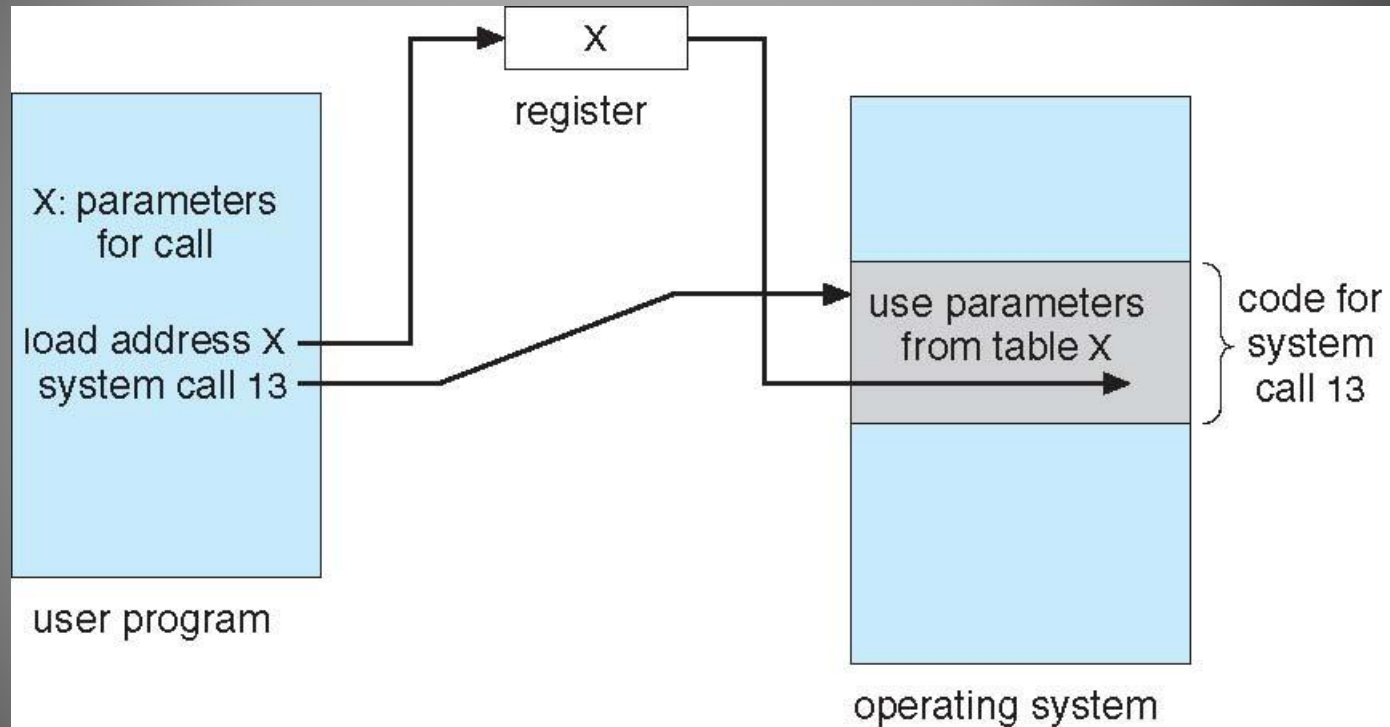 X
register
X: parameters
for call
load address X
system call 13
user program
use parameters
from table X
code for
system
call 13
operating system